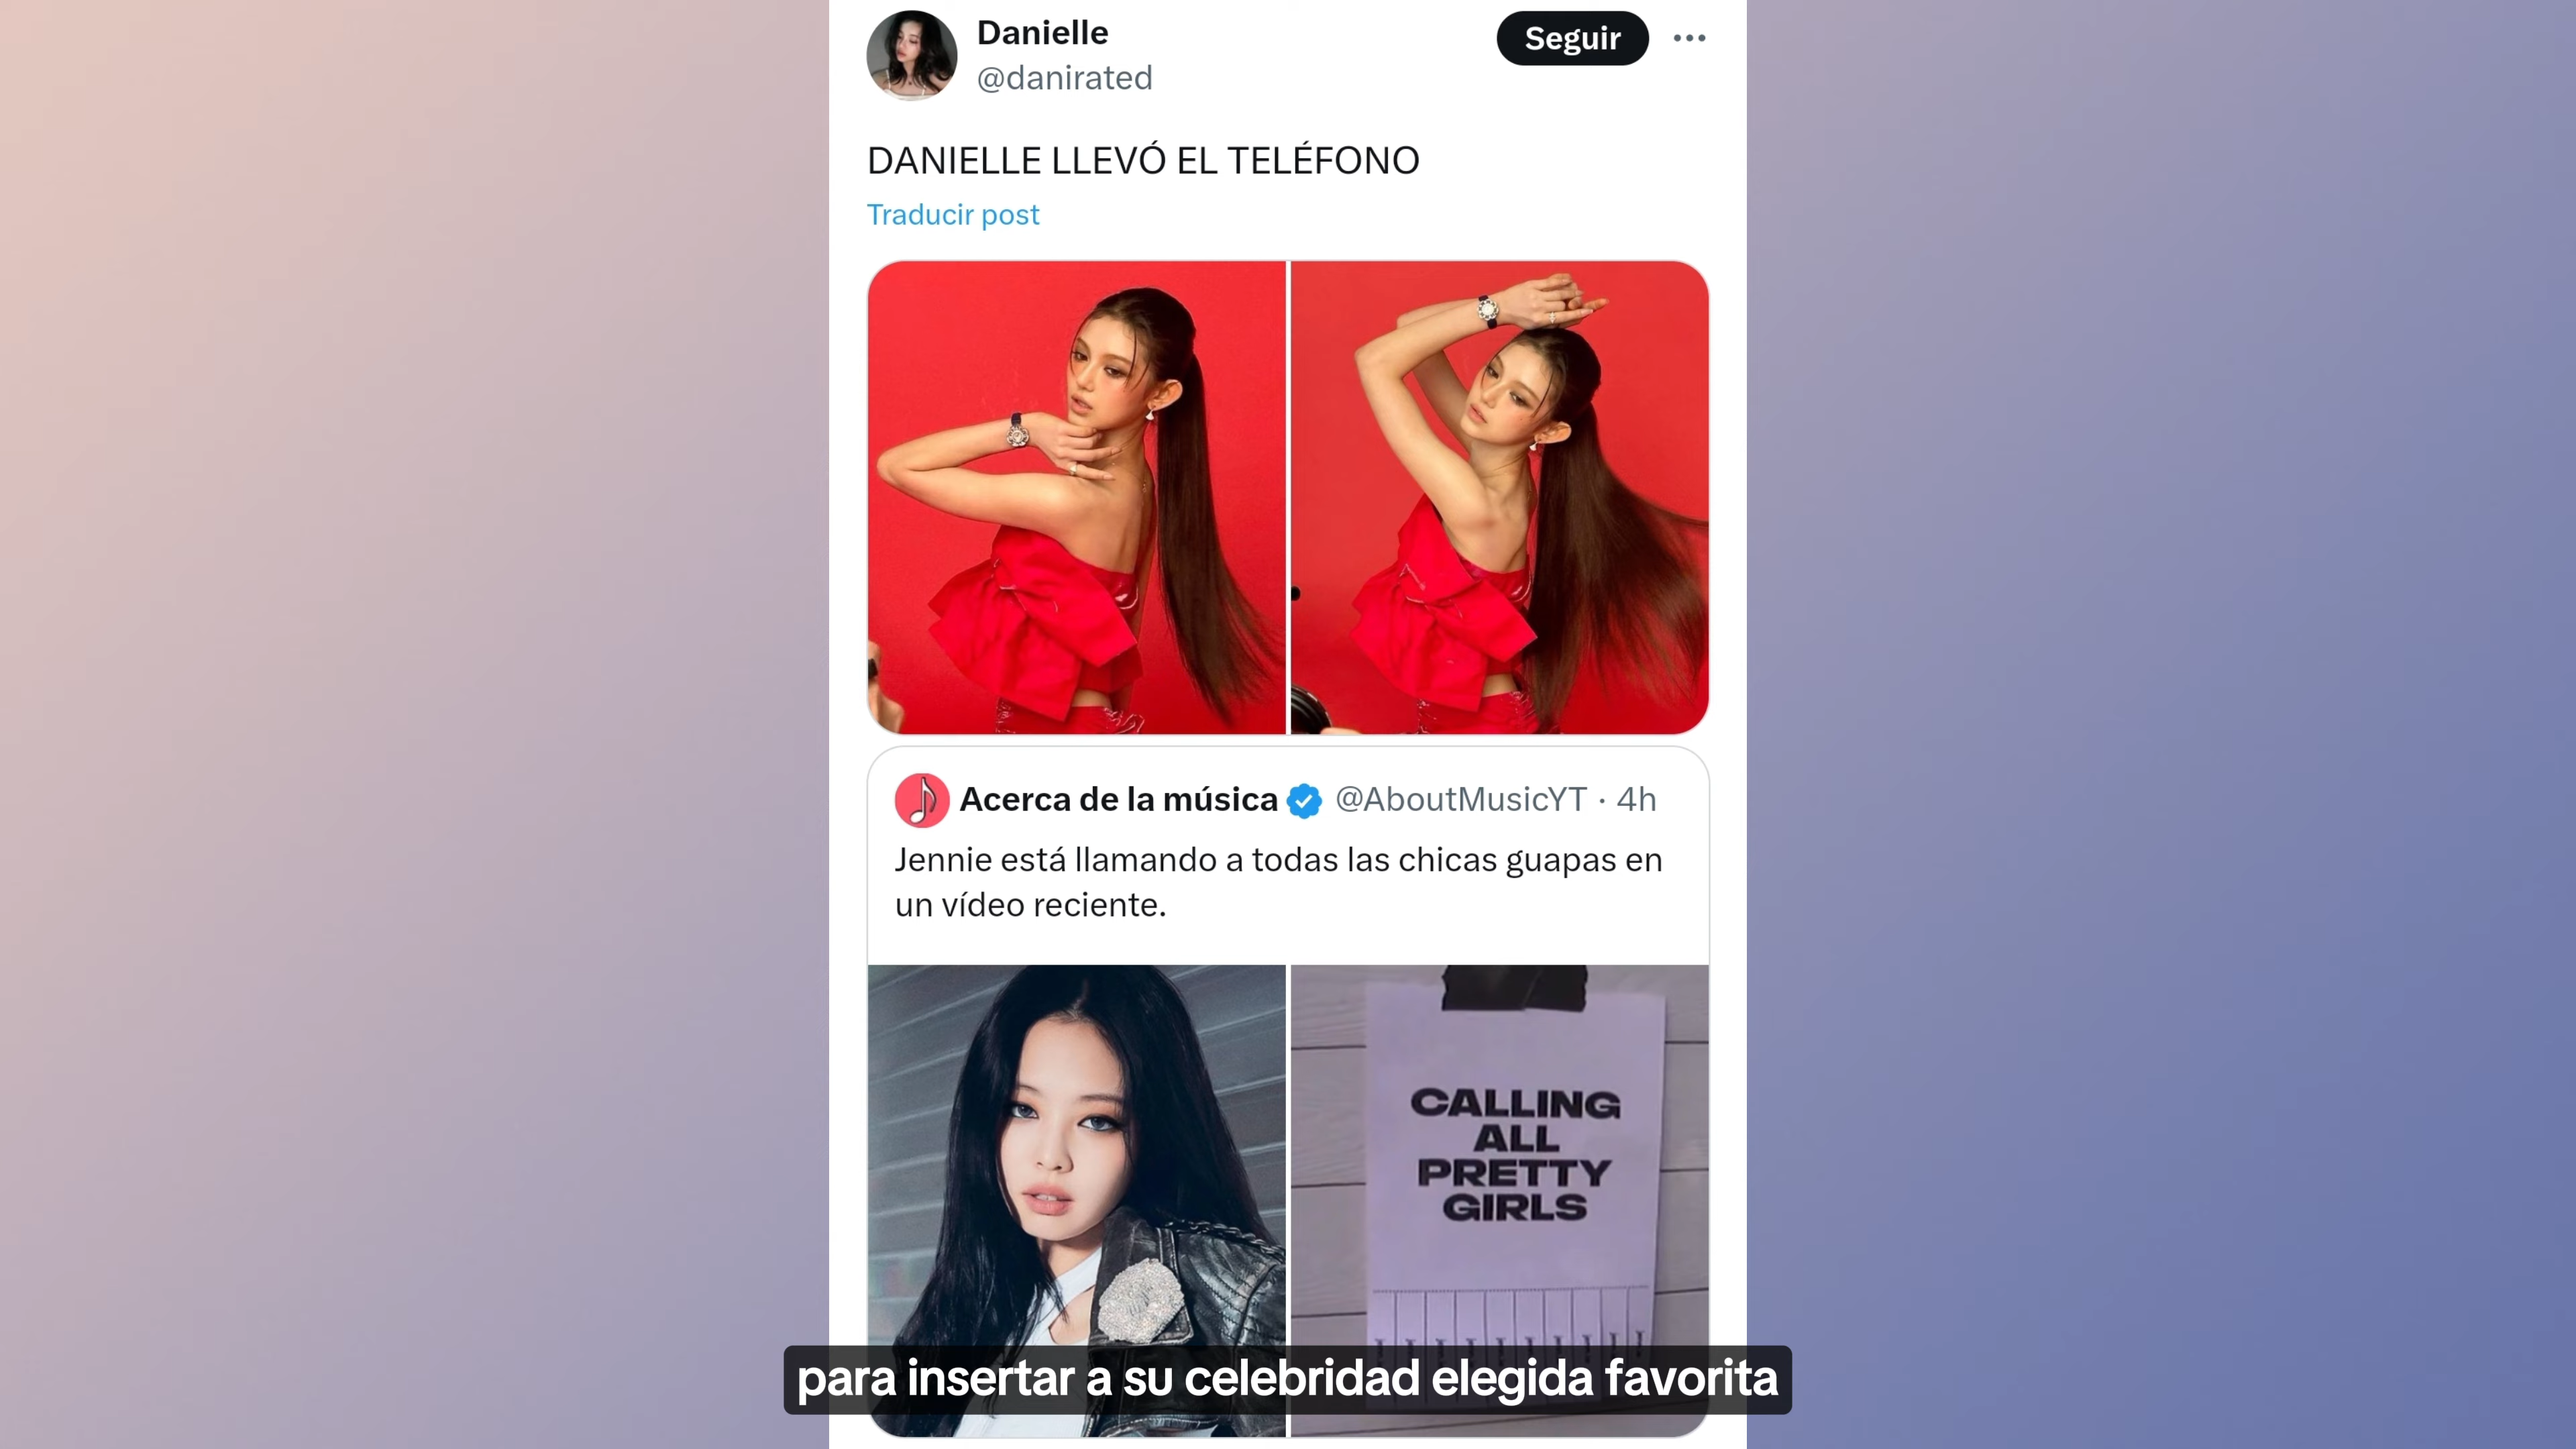 Danielle
@danirated
Seguir
DANIELLE LLEVÓ EL TELÉFONO
Traducir post
Acerca de la música @AboutMusicYT · 4h
Jennie está llamando a todas las chicas guapas en
un vídeo reciente.
CALLING
ALL
PRETTY
GIRLS
para insertar a su celebridad elegida favorita